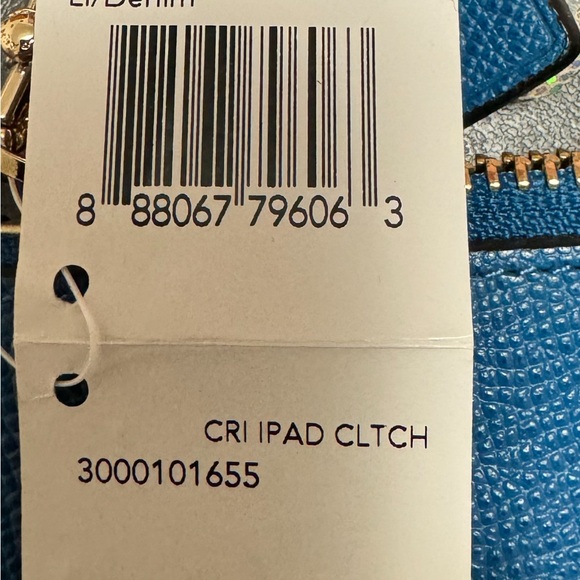 LI/Denim
8 88067 79606 3
CRI IPAD CLTCH
3000101655